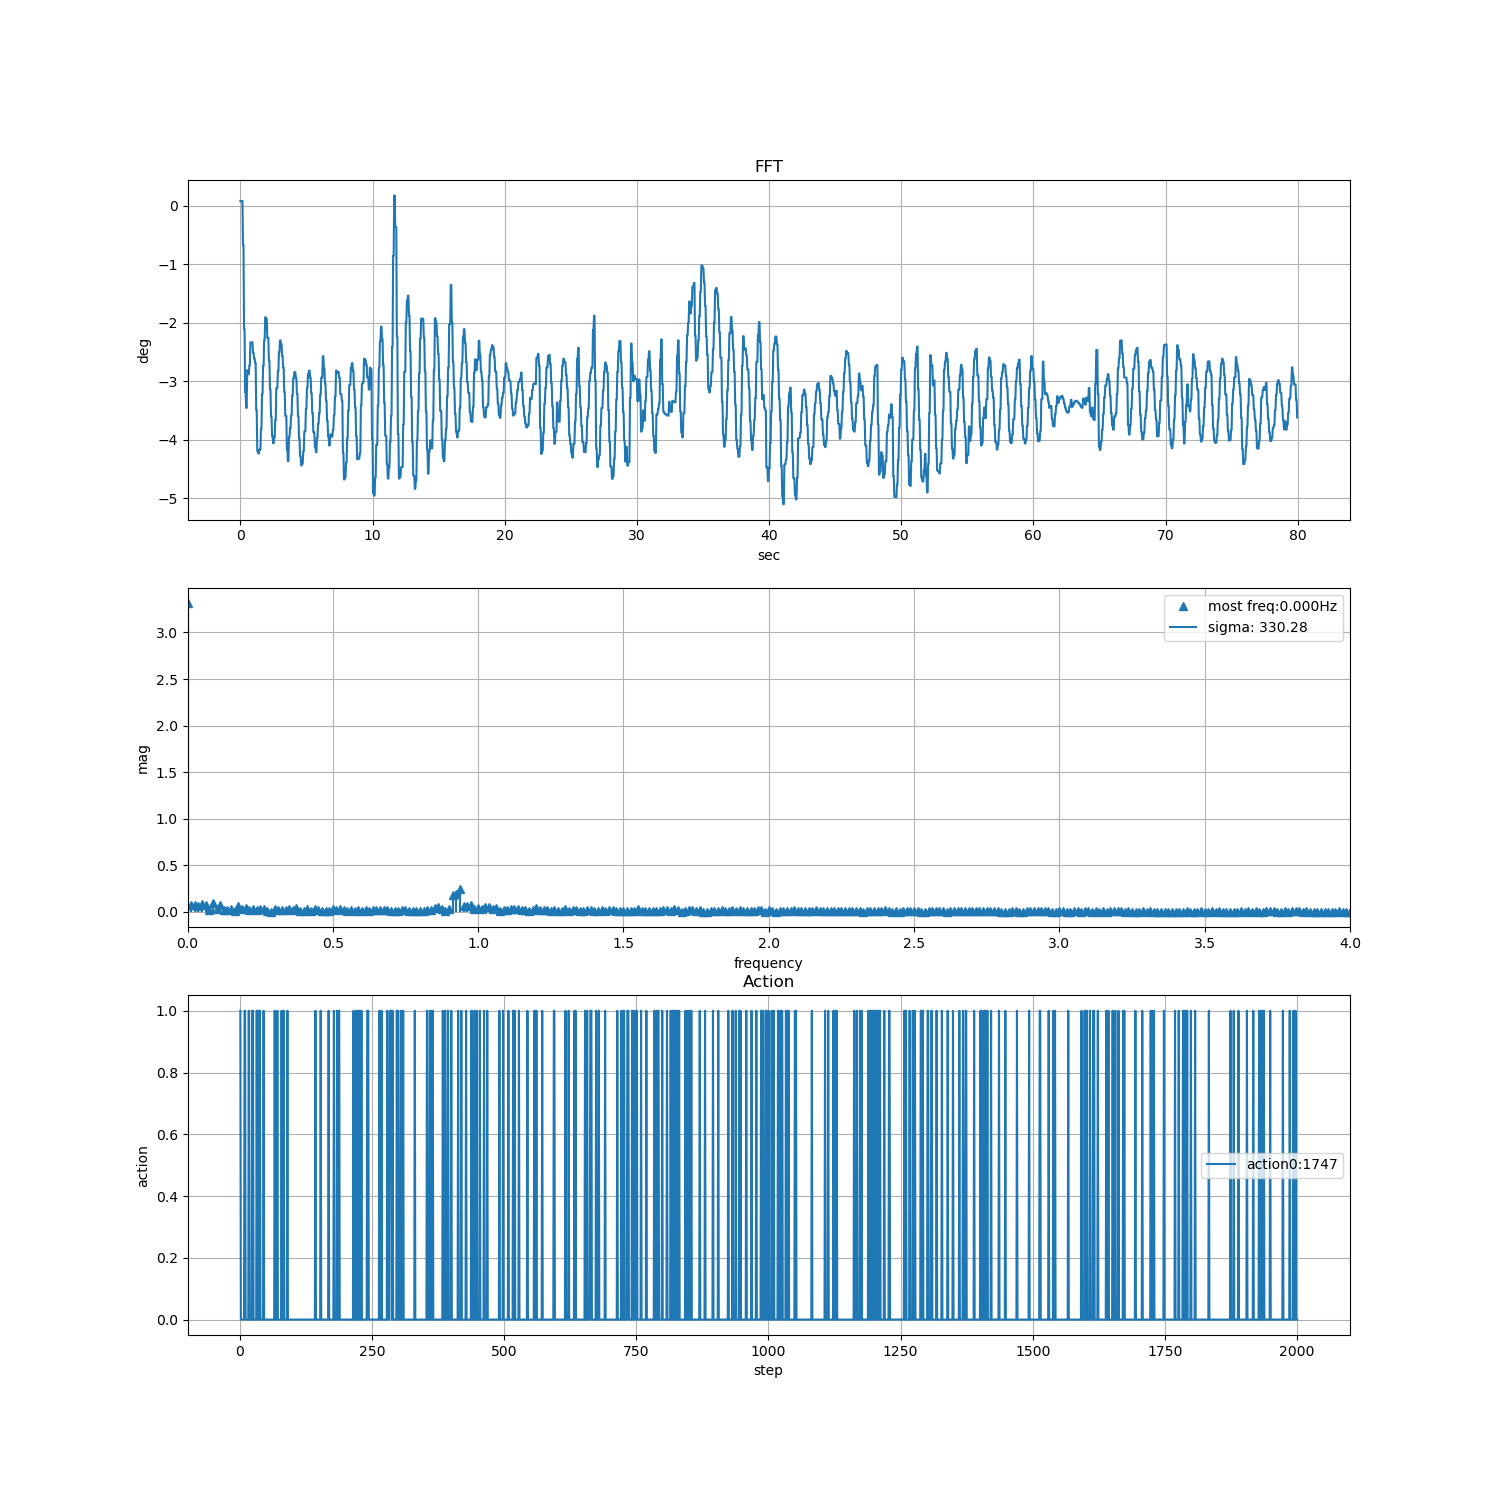 FFT
0
−1
−2
−3
−4
−5
deg
0 10 20 30 40 50 60 70 80
sec
most freq:0.000Hz
sigma: 330.28
3.0
2.5
2.0
1.5
1.0
0.5
0.0
mag
0.0 0.5 1.0 1.5 2.0 2.5 3.0 3.5 4.0
frequency
Action
1.0
0.8
0.6
0.4
0.2
0.0
action
action0:1747
0 250 500 750 1000 1250 1500 1750 2000
step